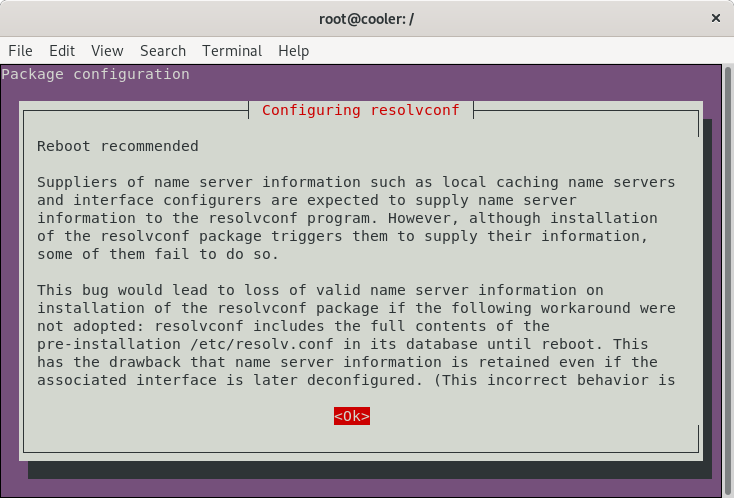 root@cooler: /
×
File Edit View Search Terminal Help
Package configuration
Configuring resolvconf
Reboot recommended
Suppliers of name server information such as local caching name servers
and interface configurers are expected to supply name server
information to the resolvconf program. However, although installation
of the resolvconf package triggers them to supply their information,
some of them fail to do so.
This bug would lead to loss of valid name server information on
installation of the resolvconf package if the following workaround were
not adopted: resolvconf includes the full contents of the
pre-installation /etc/resolv.conf in its database until reboot. This
has the drawback that name server information is retained even if the
associated interface is later deconfigured. (This incorrect behavior is
<Ok>